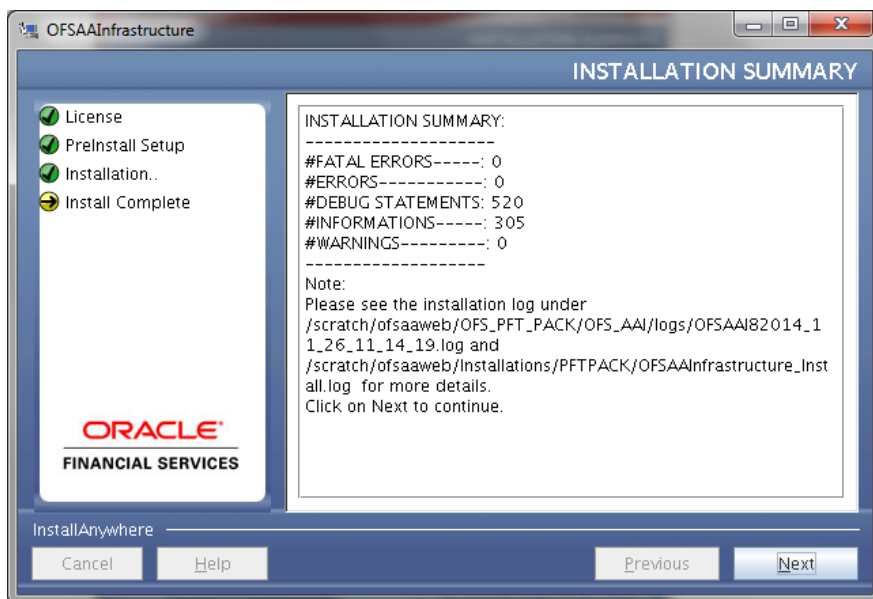 OFSAAInfrastructure
INSTALLATION SUMMARY
License
PreInstall Setup
Installation..
Install Complete
INSTALLATION SUMMARY:
--------------------
#FATAL ERRORS-----: 0
#ERRORS-----------: 0
#DEBUG STATEMENTS: 520
#INFORMATIONS-----: 305
#WARNINGS---------: 0
-------------------
Note:
Please see the installation log under
/scratch/ofsaaweb/OFS_PFT_PACK/OFS_AAI/logs/OFSAAI82014_1
1_26_11_14_19.log and
/scratch/ofsaaweb/Installations/PFTPACK/OFSAAInfrastructure_Inst
all.log for more details.
Click on Next to continue.
ORACLE
FINANCIAL SERVICES
InstallAnywhere
Cancel
Help
Previous
Next